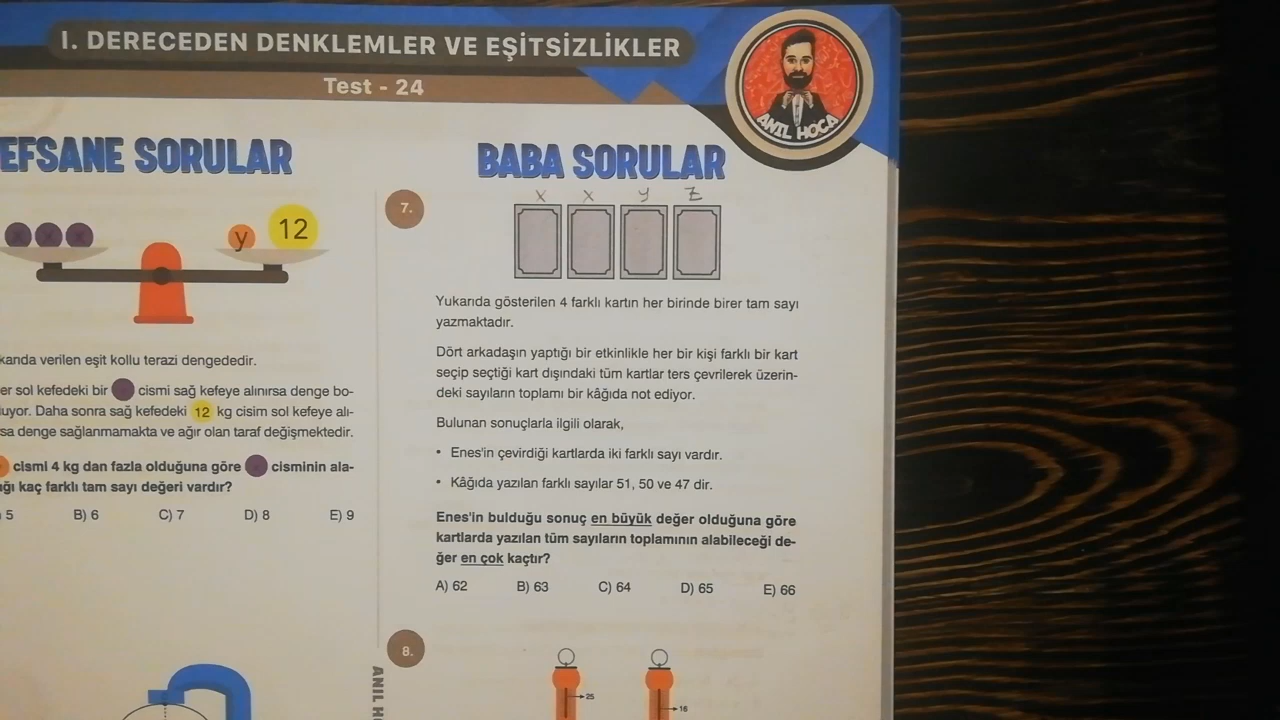 I. DERECEDEN DENKLEMLER VE EŞİTSİZLİKLER
Test - 24
ANIL HOCA
EFSANE SORULAR
x x x
y 12
kanda verilen eşit kollu terazi dengededir.
er sol kefedeki bir cismi sağ kefeye alınırsa denge bo-
uyor. Daha sonra sağ kefedeki 12 kg cisim sol kefeye alı-
sa denge sağlanmamakta ve ağır olan taraf değişmektedir.
cismi 4 kg dan fazla olduğuna göre cisminin ala-
ğı kaç farklı tam sayı değeri vardır?
5 B) 6 C) 7 D) 8 E) 9
BABA SORULAR
7.
x x y z
Yukarıda gösterilen 4 farklı kartın her birinde birer tam sayı
yazmaktadır.
Dört arkadaşın yaptığı bir etkinlikle her bir kişi farklı bir kart
seçip seçtiği kart dışındaki tüm kartlar ters çevrilerek üzerin-
deki sayıların toplamı bir kâğıda not ediyor.
Bulunan sonuçlarla ilgili olarak,
• Enes'in çevirdiği kartlarda iki farklı sayı vardır.
• Kâğıda yazılan farklı sayılar 51, 50 ve 47 dir.
Enes'in bulduğu sonuç en büyük değer olduğuna göre
kartlarda yazılan tüm sayıların toplamının alabileceği de-
ğer en çok kaçtır?
A) 62 B) 63 C) 64 D) 65 E) 66
8.
25
16